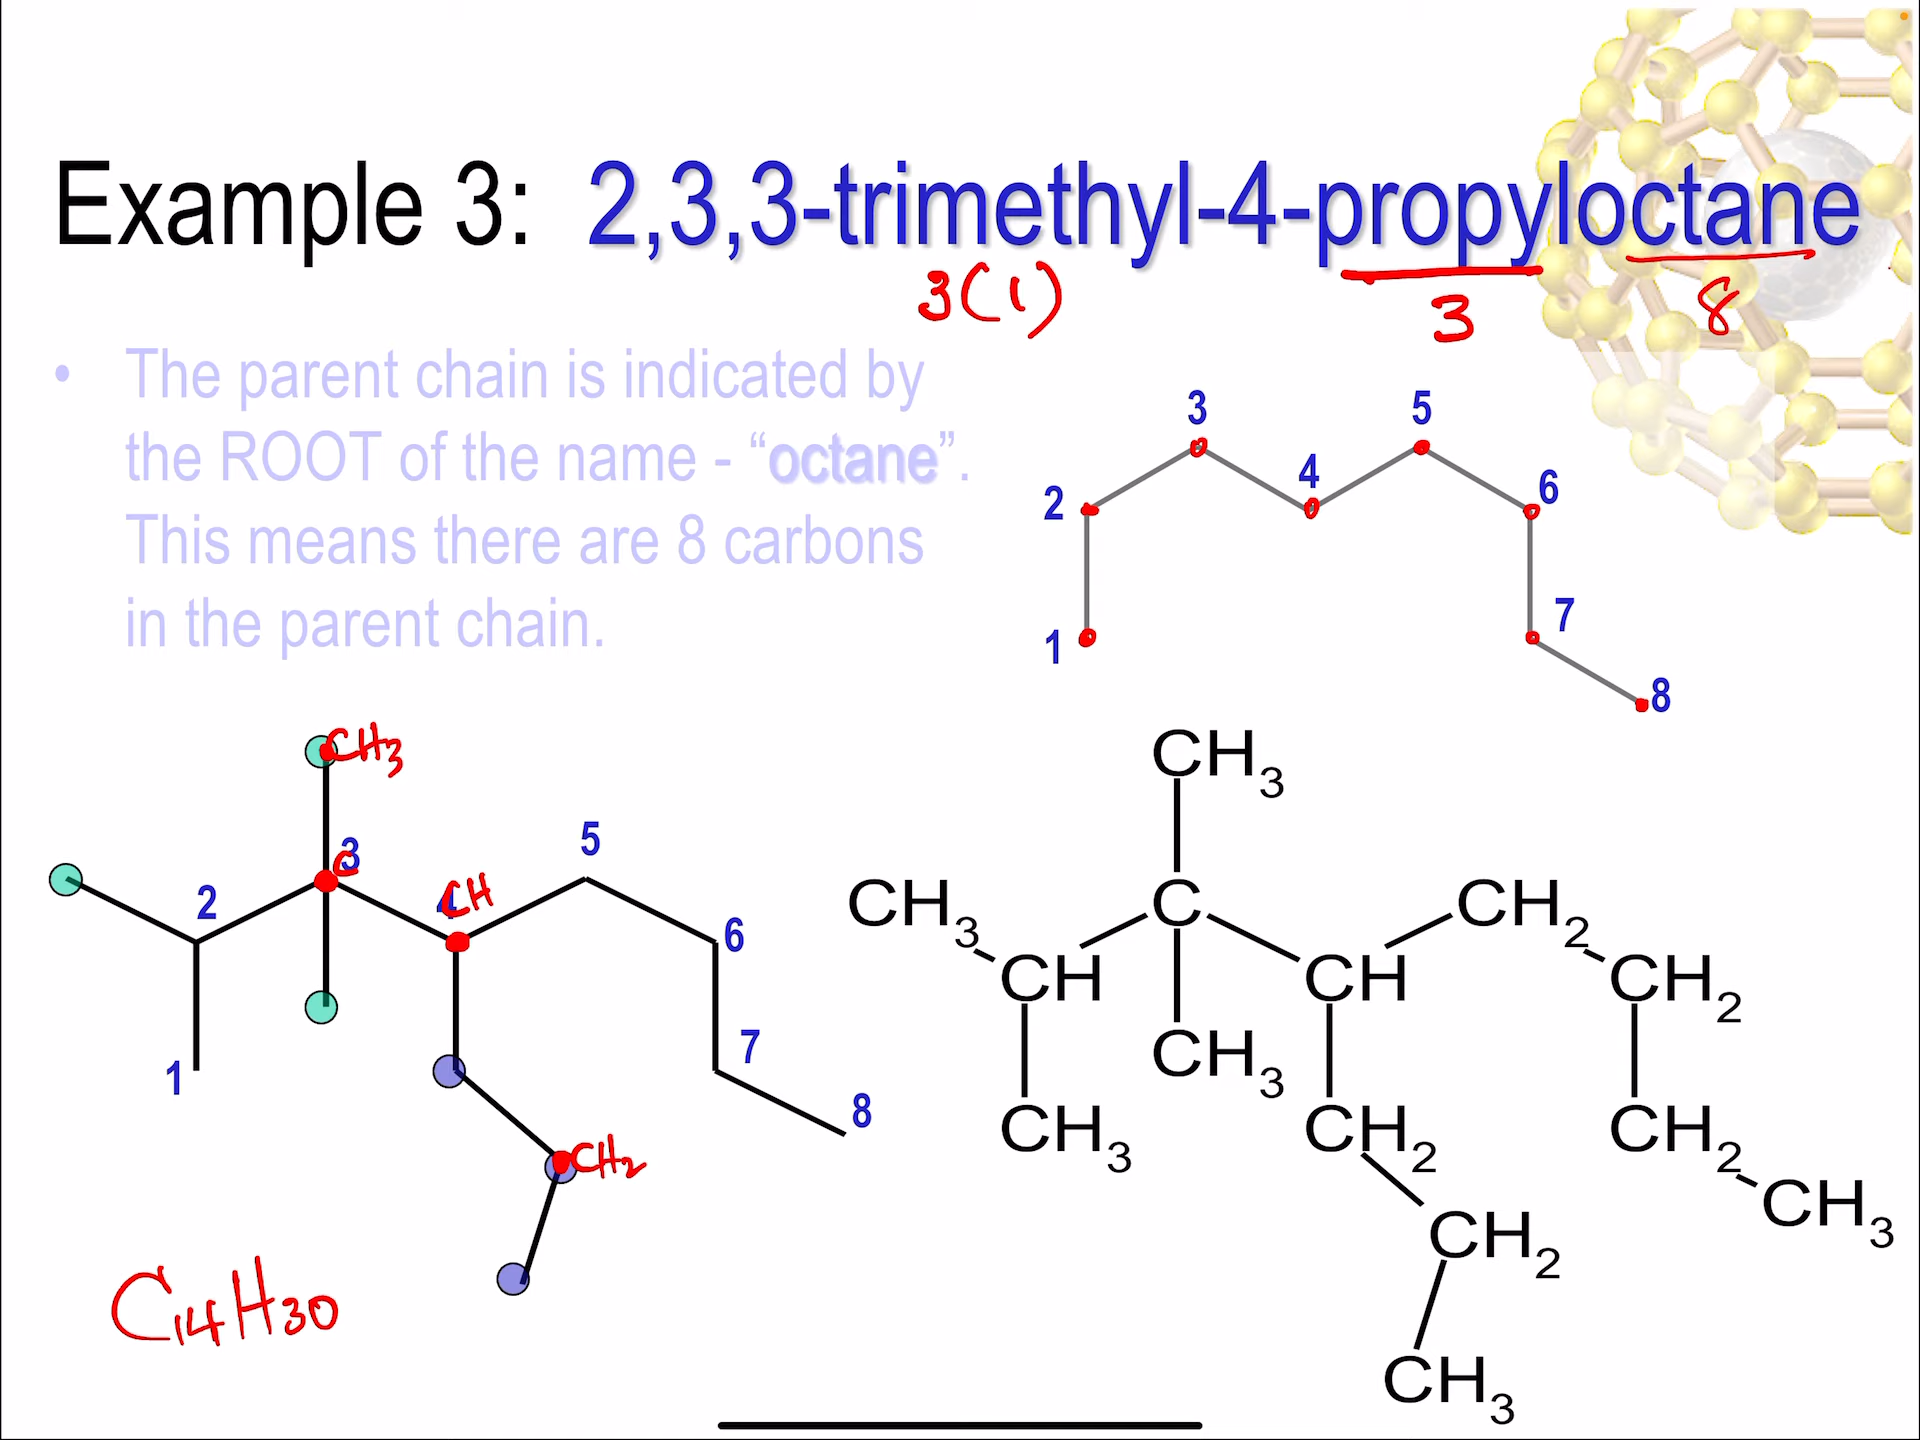 Example 3: 2,3,3-trimethyl-4-propyloctane
3(1) 3 8
• The parent chain is indicated by
the ROOT of the name - “octane”.
This means there are 8 carbons
in the parent chain.
3 5
4
2 6
7
1
8
CH3
3
C
5
2
CH
4
6
7
1
8
CH2
C14H30
CH₃
CH₃ C CH₂
CH CH CH₂
CH₃
CH₃ CH₂ CH₂
CH₃
CH₂
CH₃